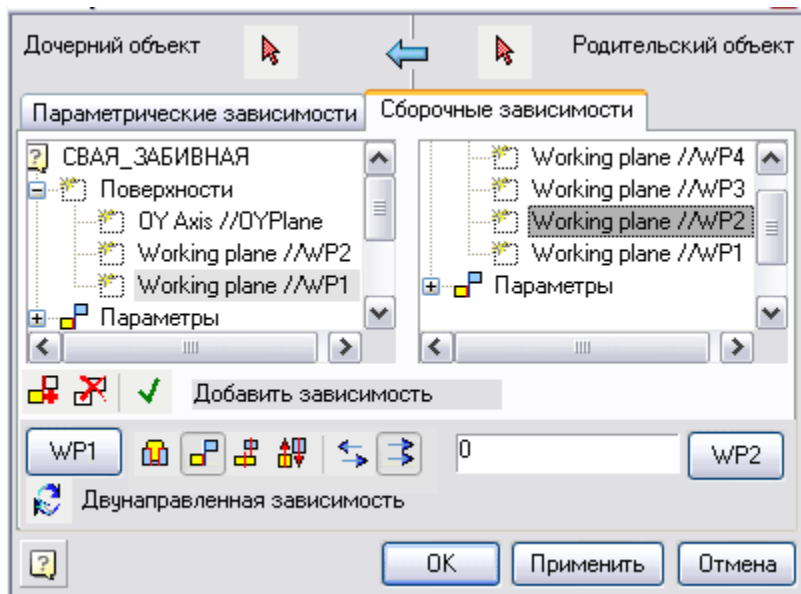 Дочерний объект
Родительский объект
Параметрические зависимости
Сборочные зависимости
СВАЯ_ЗАБИВНАЯ
Поверхности
OY Axis //OYPlane
Working plane //WP2
Working plane //WP1
Параметры
Working plane //WP4
Working plane //WP3
Working plane //WP2
Working plane //WP1
Параметры
Добавить зависимость
WP1
0
WP2
Двунаправленная зависимость
OK
Применить
Отмена